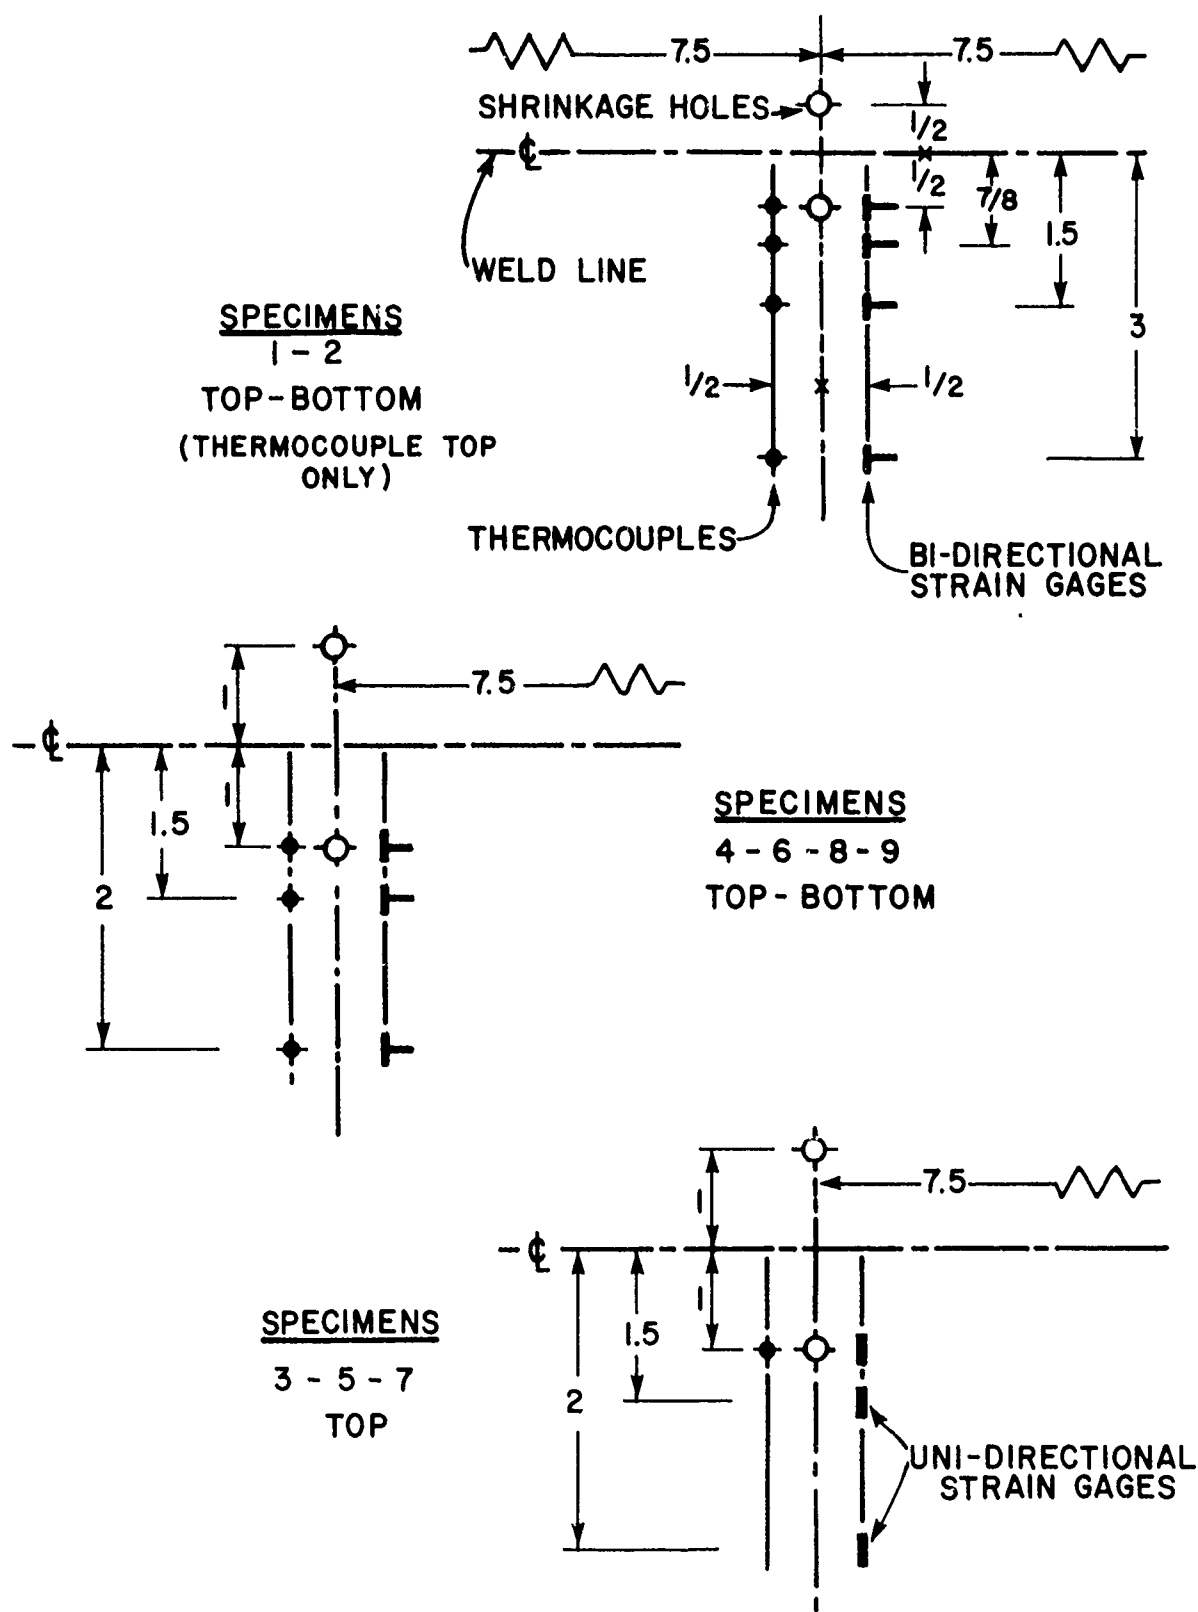 7.5 7.5
SHRINKAGE HOLES
1/2
℄
1/2
7/8
1.5
WELD LINE
3
SPECIMENS
1 - 2
TOP-BOTTOM
(THERMOCOUPLE TOP
ONLY)
1/2 1/2
THERMOCOUPLES
BI-DIRECTIONAL
STRAIN GAGES
1
7.5
℄
1
1.5
2
SPECIMENS
4 - 6 - 8 - 9
TOP- BOTTOM
1
7.5
℄
1
1.5
2
SPECIMENS
3 - 5 - 7
TOP
UNI-DIRECTIONAL
STRAIN GAGES